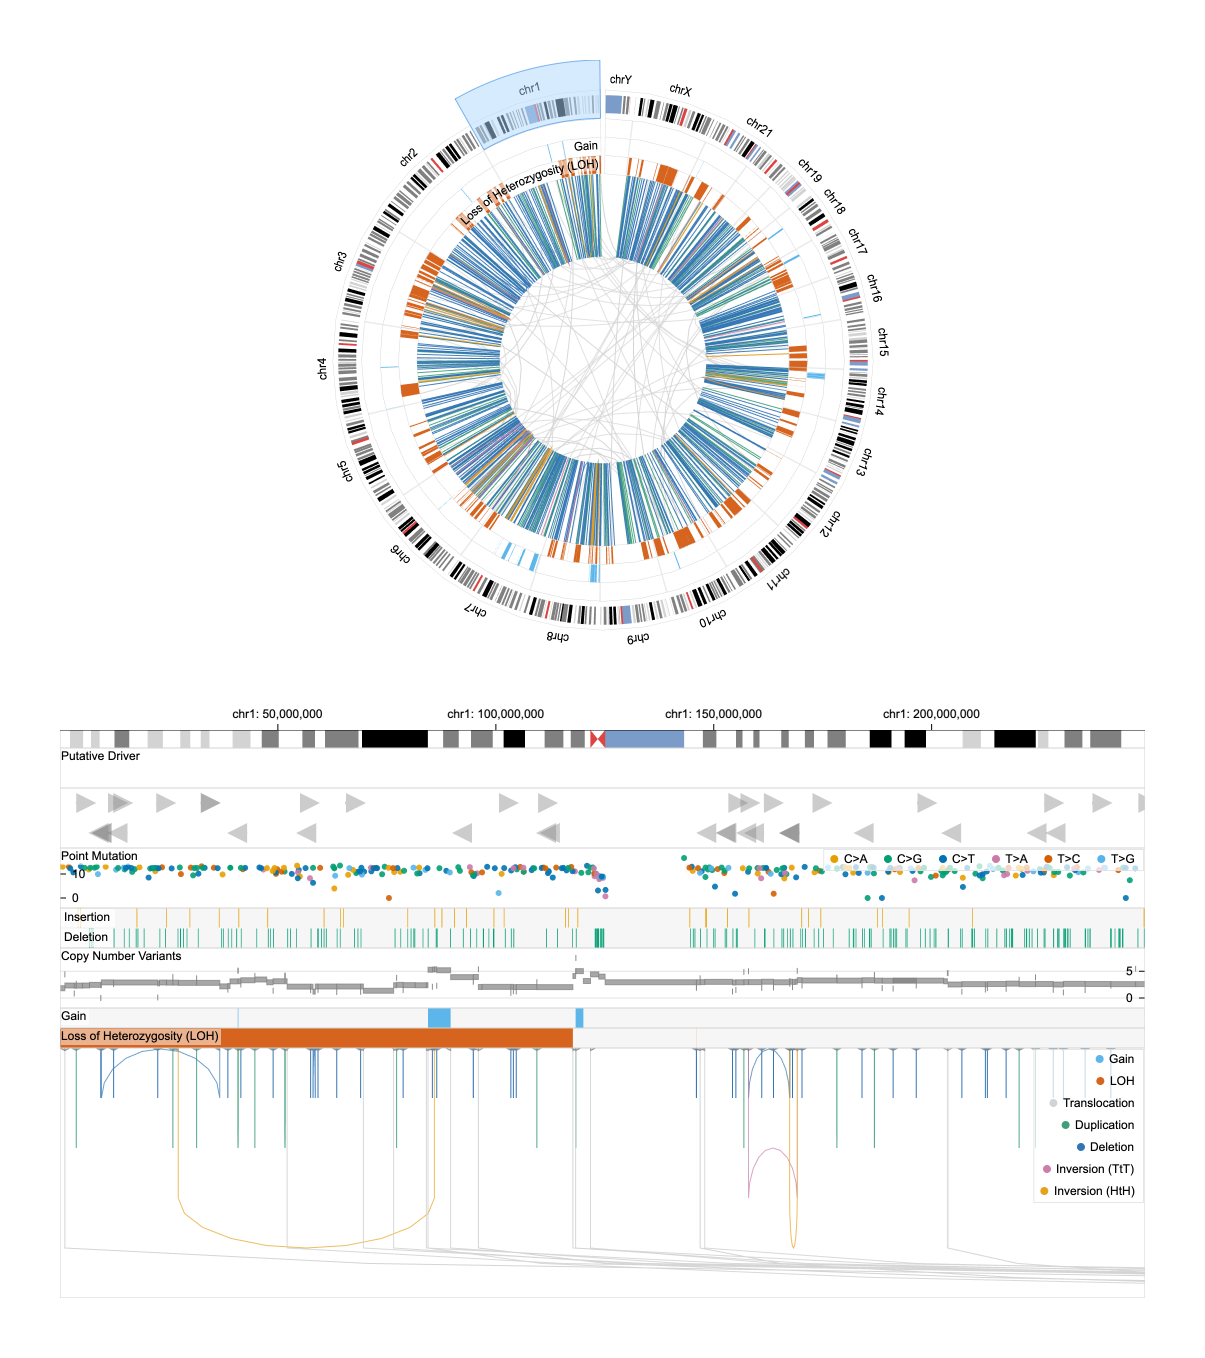 chr1
chrY
chrX
chr21
chr19
chr18
chr17
chr16
chr15
chr14
chr13
chr12
chr11
chr10
chr9
chr8
chr7
chr6
chr5
chr4
chr3
chr2
Gain
Loss of Heterozygosity (LOH)
chr1: 50,000,000
chr1: 100,000,000
chr1: 150,000,000
chr1: 200,000,000
Putative Driver
Point Mutation
C>A
C>G
C>T
T>A
T>C
T>G
10
0
Insertion
Deletion
Copy Number Variants
5
0
Gain
Loss of Heterozygosity (LOH)
Gain
LOH
Translocation
Duplication
Deletion
Inversion (TtT)
Inversion (HtH)